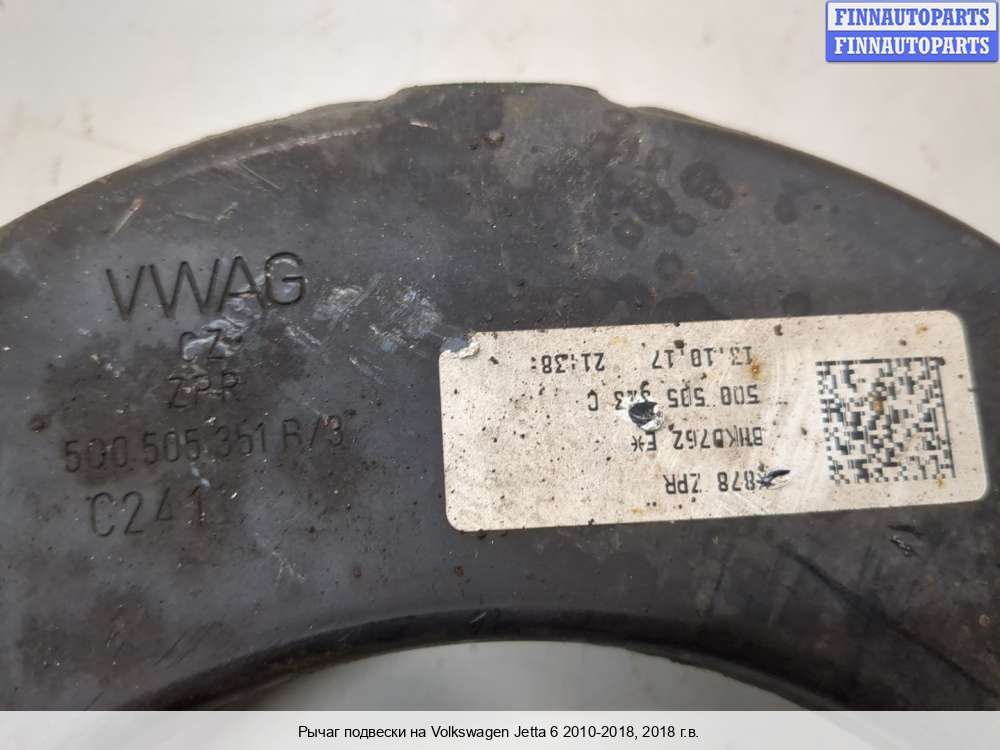 FINNAUTOPARTS
FINNAUTOPARTS
VWAG
CZ
ZPR
5Q0.505.351 B/3
C241
*878 ZPR
BHKD762 E*
5Q0 505 323 C
13.10.17 21:38:
Рычаг подвески на Volkswagen Jetta 6 2010-2018, 2018 г.в.